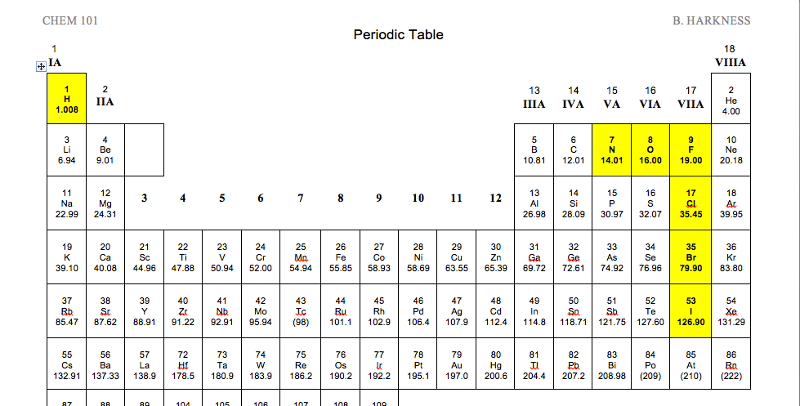 CHEM 101 B. HARKNESS
Periodic Table
1 18
IA VIIIA
1 2 13 14 15 16 17 2
H IIA IIIA IVA VA VIA VIIA He
1.008 4.00
3 4 5 6 7 8 9 10
Li Be B C N O F Ne
6.94 9.01 10.81 12.01 14.01 16.00 19.00 20.18
11 12 3 4 5 6 7 8 9 10 11 12 13 14 15 16 17 18
Na Mg Al Si P S Cl Ar
22.99 24.31 26.98 28.09 30.97 32.07 35.45 39.95
19 20 21 22 23 24 25 26 27 28 29 30 31 32 33 34 35 36
K Ca Sc Ti V Cr Mn Fe Co Ni Cu Zn Ga Ge As Se Br Kr
39.10 40.08 44.96 47.88 50.94 52.00 54.94 55.85 58.93 58.69 63.55 65.39 69.72 72.61 74.92 76.96 79.90 83.80
37 38 39 40 41 42 43 44 45 46 47 48 49 50 51 52 53 54
Rb Sr Y Zr Nb Mo Tc Ru Rh Pd Ag Cd In Sn Sb Te I Xe
85.47 87.62 88.91 91.22 92.91 95.94 (98) 101.1 102.9 106.4 107.9 112.4 114.8 118.71 121.75 127.60 126.90 131.29
55 56 57 72 73 74 75 76 77 78 79 80 81 82 83 84 85 86
Cs Ba La Hf Ta W Re Os Ir Pt Au Hg Tl Pb Bi Po At Rn
132.91 137.33 138.9 178.5 180.9 183.9 186.2 190.2 192.2 195.1 197.0 200.6 204.4 207.2 208.98 (209) (210) (222)
87 88 89 104 105 106 107 108 109